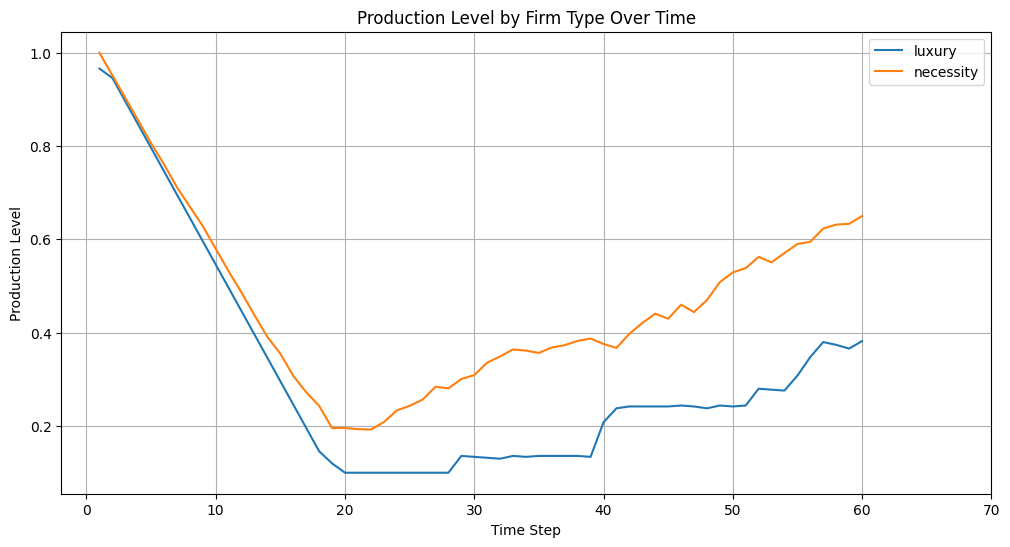 Production Level by Firm Type Over Time
luxury
necessity
Production Level
1.0
0.8
0.6
0.4
0.2
0 10 20 30 40 50 60 70
Time Step